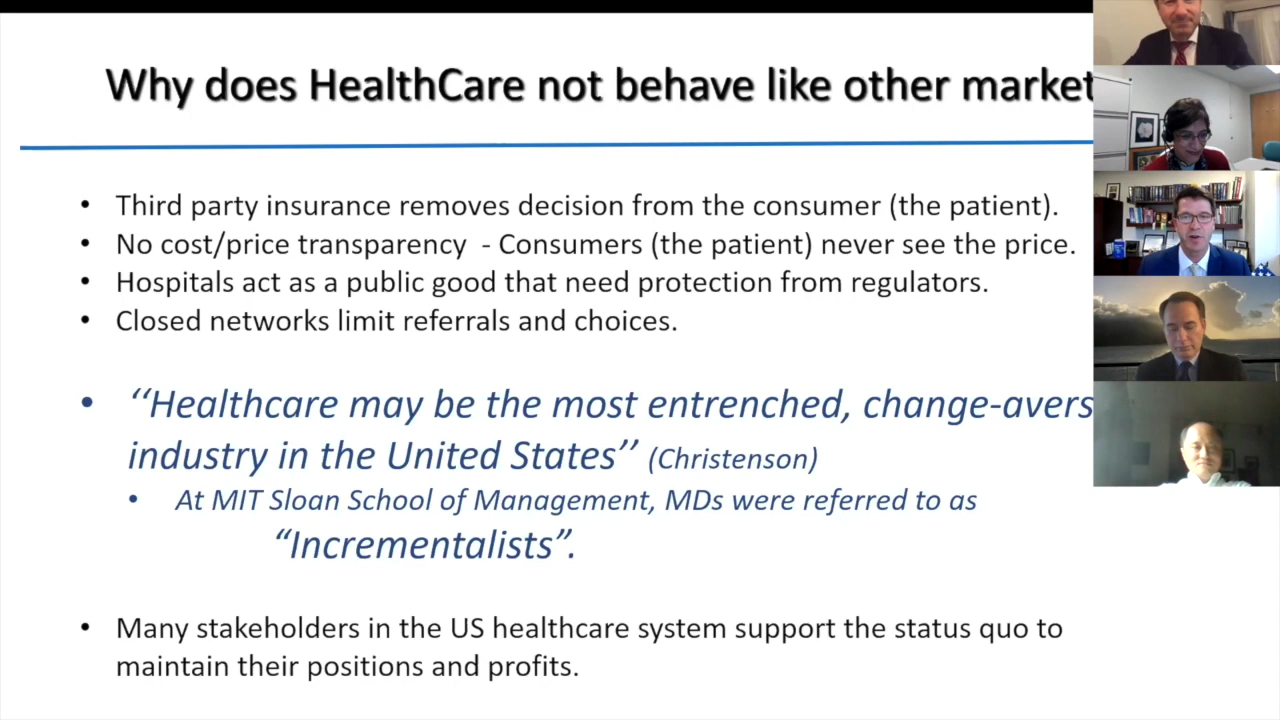 Why does HealthCare not behave like other market
• Third party insurance removes decision from the consumer (the patient).
• No cost/price transparency - Consumers (the patient) never see the price.
• Hospitals act as a public good that need protection from regulators.
• Closed networks limit referrals and choices.
• ‘‘Healthcare may be the most entrenched, change-avers
industry in the United States’’ (Christenson)
• At MIT Sloan School of Management, MDs were referred to as
“Incrementalists”.
• Many stakeholders in the US healthcare system support the status quo to
maintain their positions and profits.